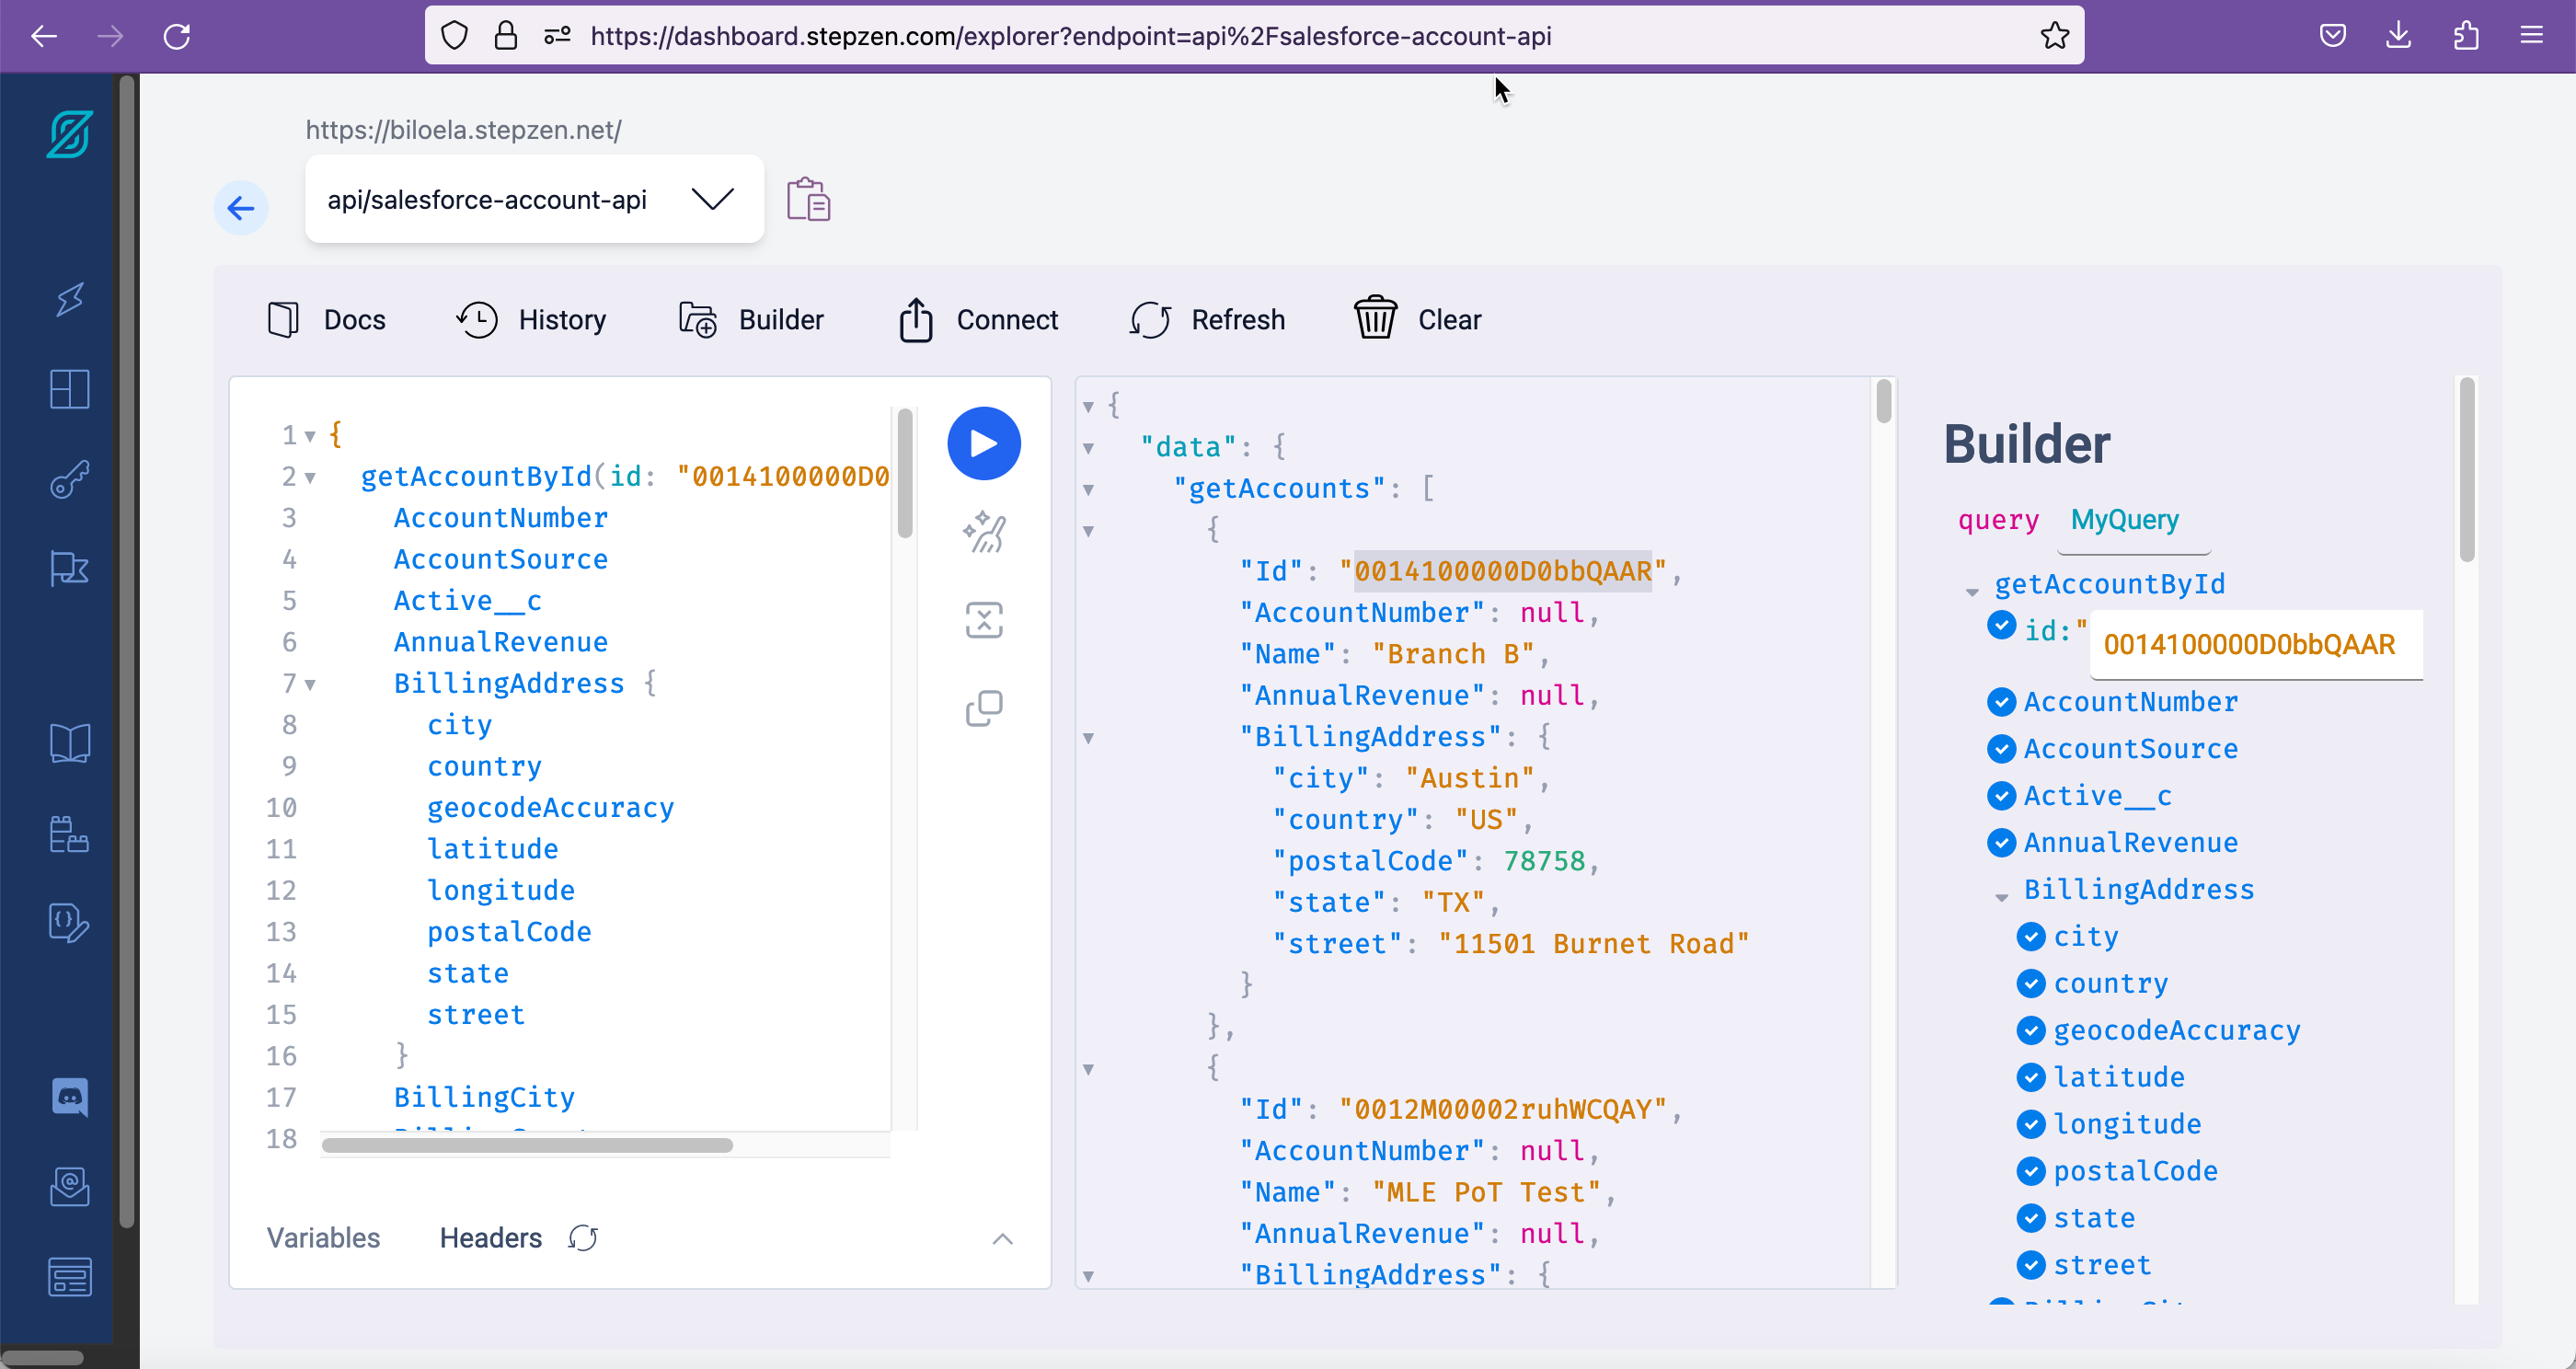 https://dashboard.stepzen.com/explorer?endpoint=api%2Fsalesforce-account-api
https://biloela.stepzen.net/
api/salesforce-account-api
Docs
History
Builder
Connect
Refresh
Clear
1 {
2 getAccountById(id: "0014100000D0
3 AccountNumber
4 AccountSource
5 Active__c
6 AnnualRevenue
7 BillingAddress {
8 city
9 country
10 geocodeAccuracy
11 latitude
12 longitude
13 postalCode
14 state
15 street
16 }
17 BillingCity
18
Variables
Headers
{
"data": {
"getAccounts": [
{
"Id": "0014100000D0bbQAAR",
"AccountNumber": null,
"Name": "Branch B",
"AnnualRevenue": null,
"BillingAddress": {
"city": "Austin",
"country": "US",
"postalCode": 78758,
"state": "TX",
"street": "11501 Burnet Road"
}
},
{
"Id": "0012M00002ruhWCQAY",
"AccountNumber": null,
"Name": "MLE PoT Test",
"AnnualRevenue": null,
"BillingAddress": {
Builder
query MyQuery
getAccountById
id:" 0014100000D0bbQAAR
AccountNumber
AccountSource
Active__c
AnnualRevenue
BillingAddress
city
country
geocodeAccuracy
latitude
longitude
postalCode
state
street